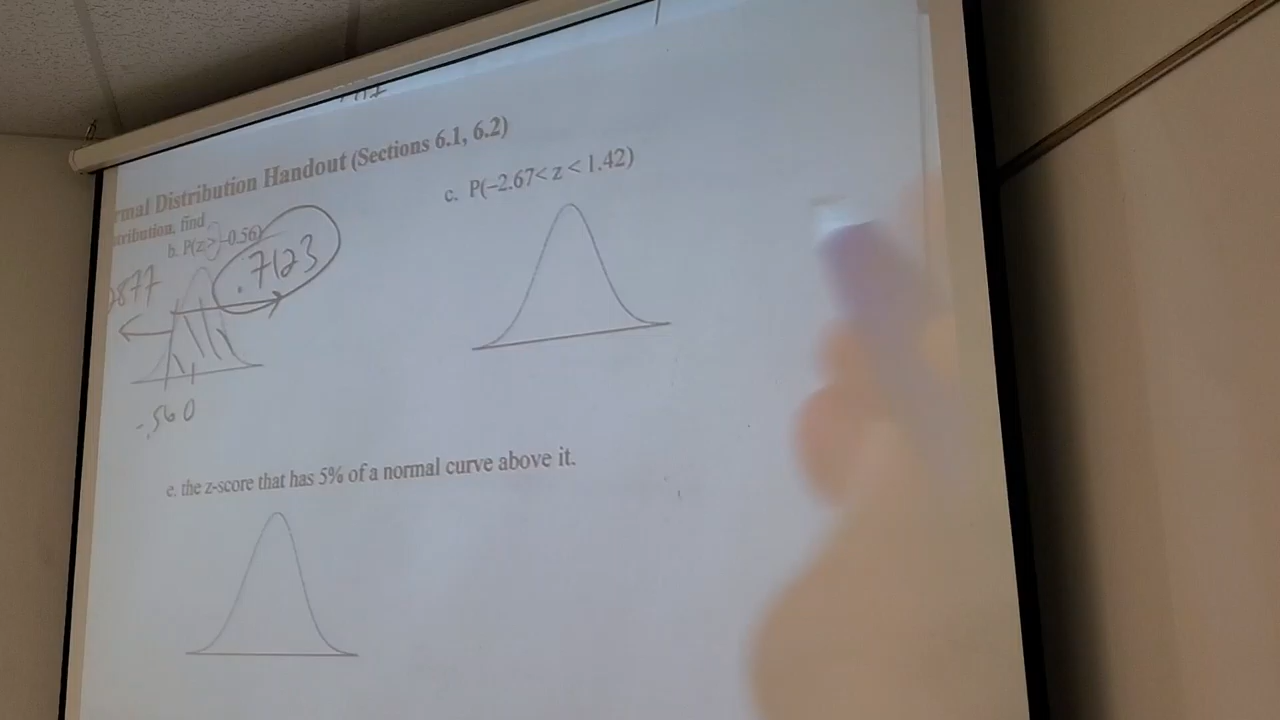 rmal Distribution Handout (Sections 6.1, 6.2)
tribution, find
b. P(z > −0.56)
c. P(−2.67< z < 1.42)
.7123
877
-.56 0
e. the z-score that has 5% of a normal curve above it.